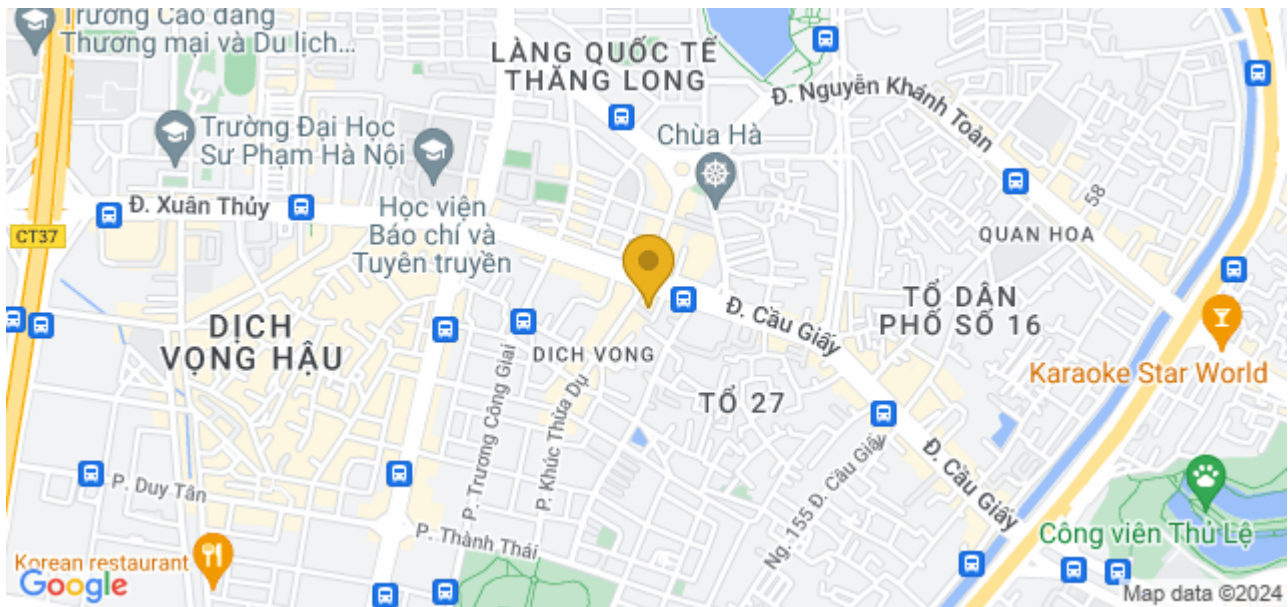 Trường Cao đẳng
Thương mại và Du lịch...
LÀNG QUỐC TẾ
THĂNG LONG
Đ. Nguyễn Khánh Toàn
Trường Đại Học
Sư Phạm Hà Nội
Chùa Hà
58
Đ. Xuân Thủy
Học viện
Báo chí và
Tuyên truyền
CT37
QUAN HOA
TỔ DÂN
PHỐ SỐ 16
Đ. Cầu Giấy
DỊCH
VỌNG HẬU
DICH VONG
Karaoke Star World
TỔ 27
P. Trương Công Giai
P. Khúc Thừa Dụ
Ng. 155 Đ. Cầu Giấy
Đ. Cầu Giấy
P. Duy Tân
P. Thành Thái
Công viên Thủ Lệ
Korean restaurant
Google
Map data ©2024